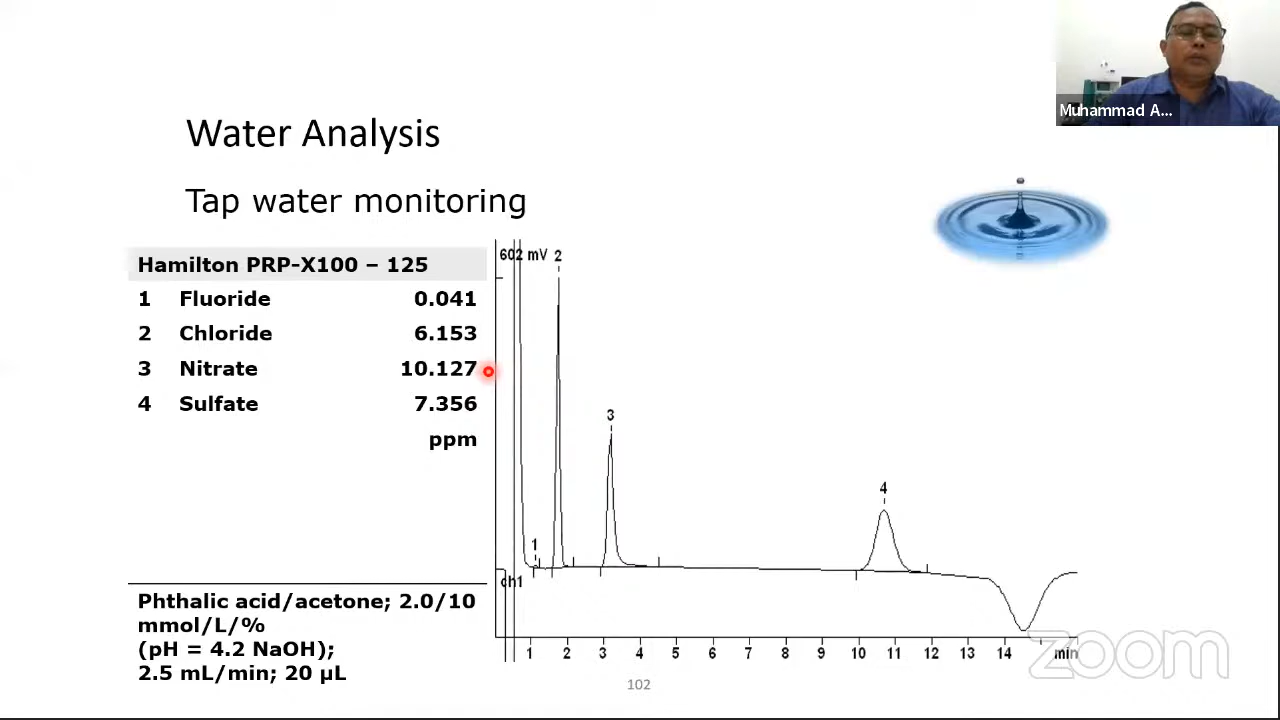 Muhammad A...
Water Analysis
Tap water monitoring
Hamilton PRP-X100 – 125
1 Fluoride 0.041
2 Chloride 6.153
3 Nitrate 10.127
4 Sulfate 7.356
ppm
Phthalic acid/acetone; 2.0/10
mmol/L/%
(pH = 4.2 NaOH);
2.5 mL/min; 20 µL
602 mV 2
3
4
1
ch1
1 2 3 4 5 6 7 8 9 10 11 12 13 14 min
zoom
102